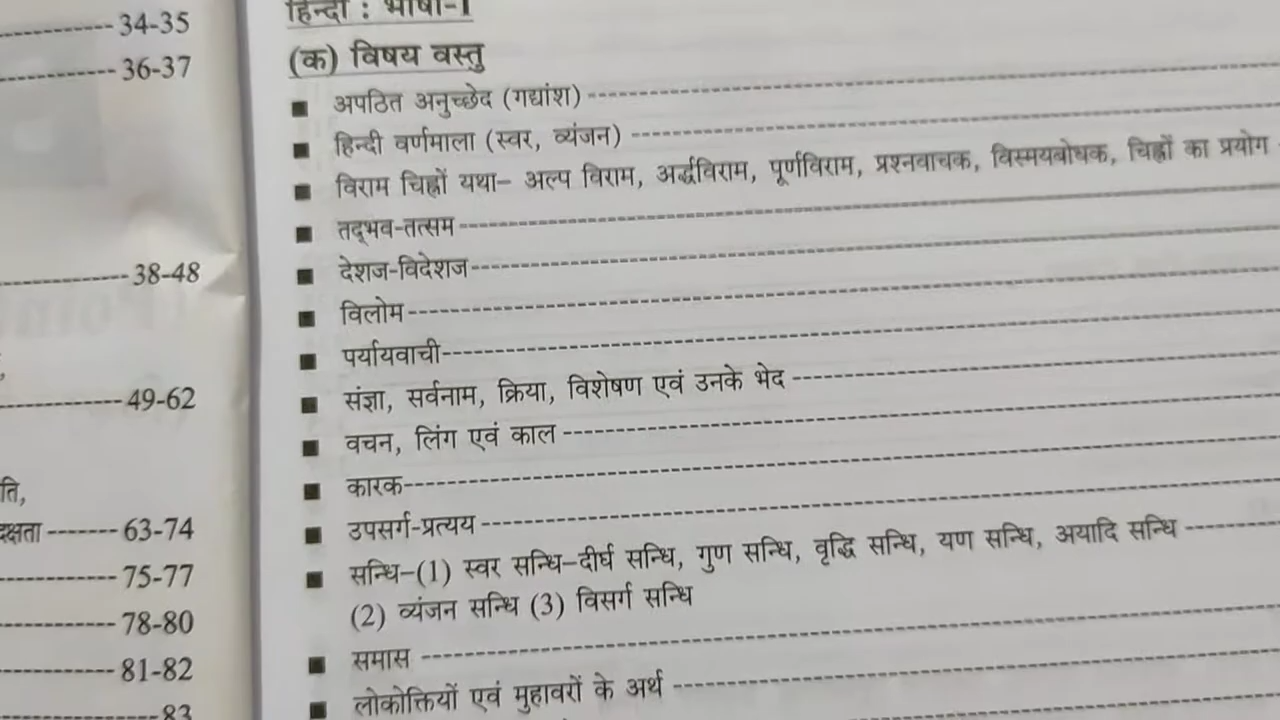 34-35
36-37
38-48
49-62
ति,
दक्षता ------- 63-74
75-77
78-80
81-82
83
हिन्दी : भाषा-I
(क) विषय वस्तु
■ अपठित अनुच्छेद (गद्यांश)
■ हिन्दी वर्णमाला (स्वर, व्यंजन)
■ विराम चिह्नों यथा– अल्प विराम, अर्द्धविराम, पूर्णविराम, प्रश्नवाचक, विस्मयबोधक, चिह्नों का प्रयोग
■ तद्‌भव-तत्सम
■ देशज-विदेशज
■ विलोम
■ पर्यायवाची
■ संज्ञा, सर्वनाम, क्रिया, विशेषण एवं उनके भेद
■ वचन, लिंग एवं काल
■ कारक
■ उपसर्ग-प्रत्यय
■ सन्धि–(1) स्वर सन्धि–दीर्घ सन्धि, गुण सन्धि, वृद्धि सन्धि, यण सन्धि, अयादि सन्धि
(2) व्यंजन सन्धि (3) विसर्ग सन्धि
■ समास
■ लोकोक्तियों एवं मुहावरों के अर्थ